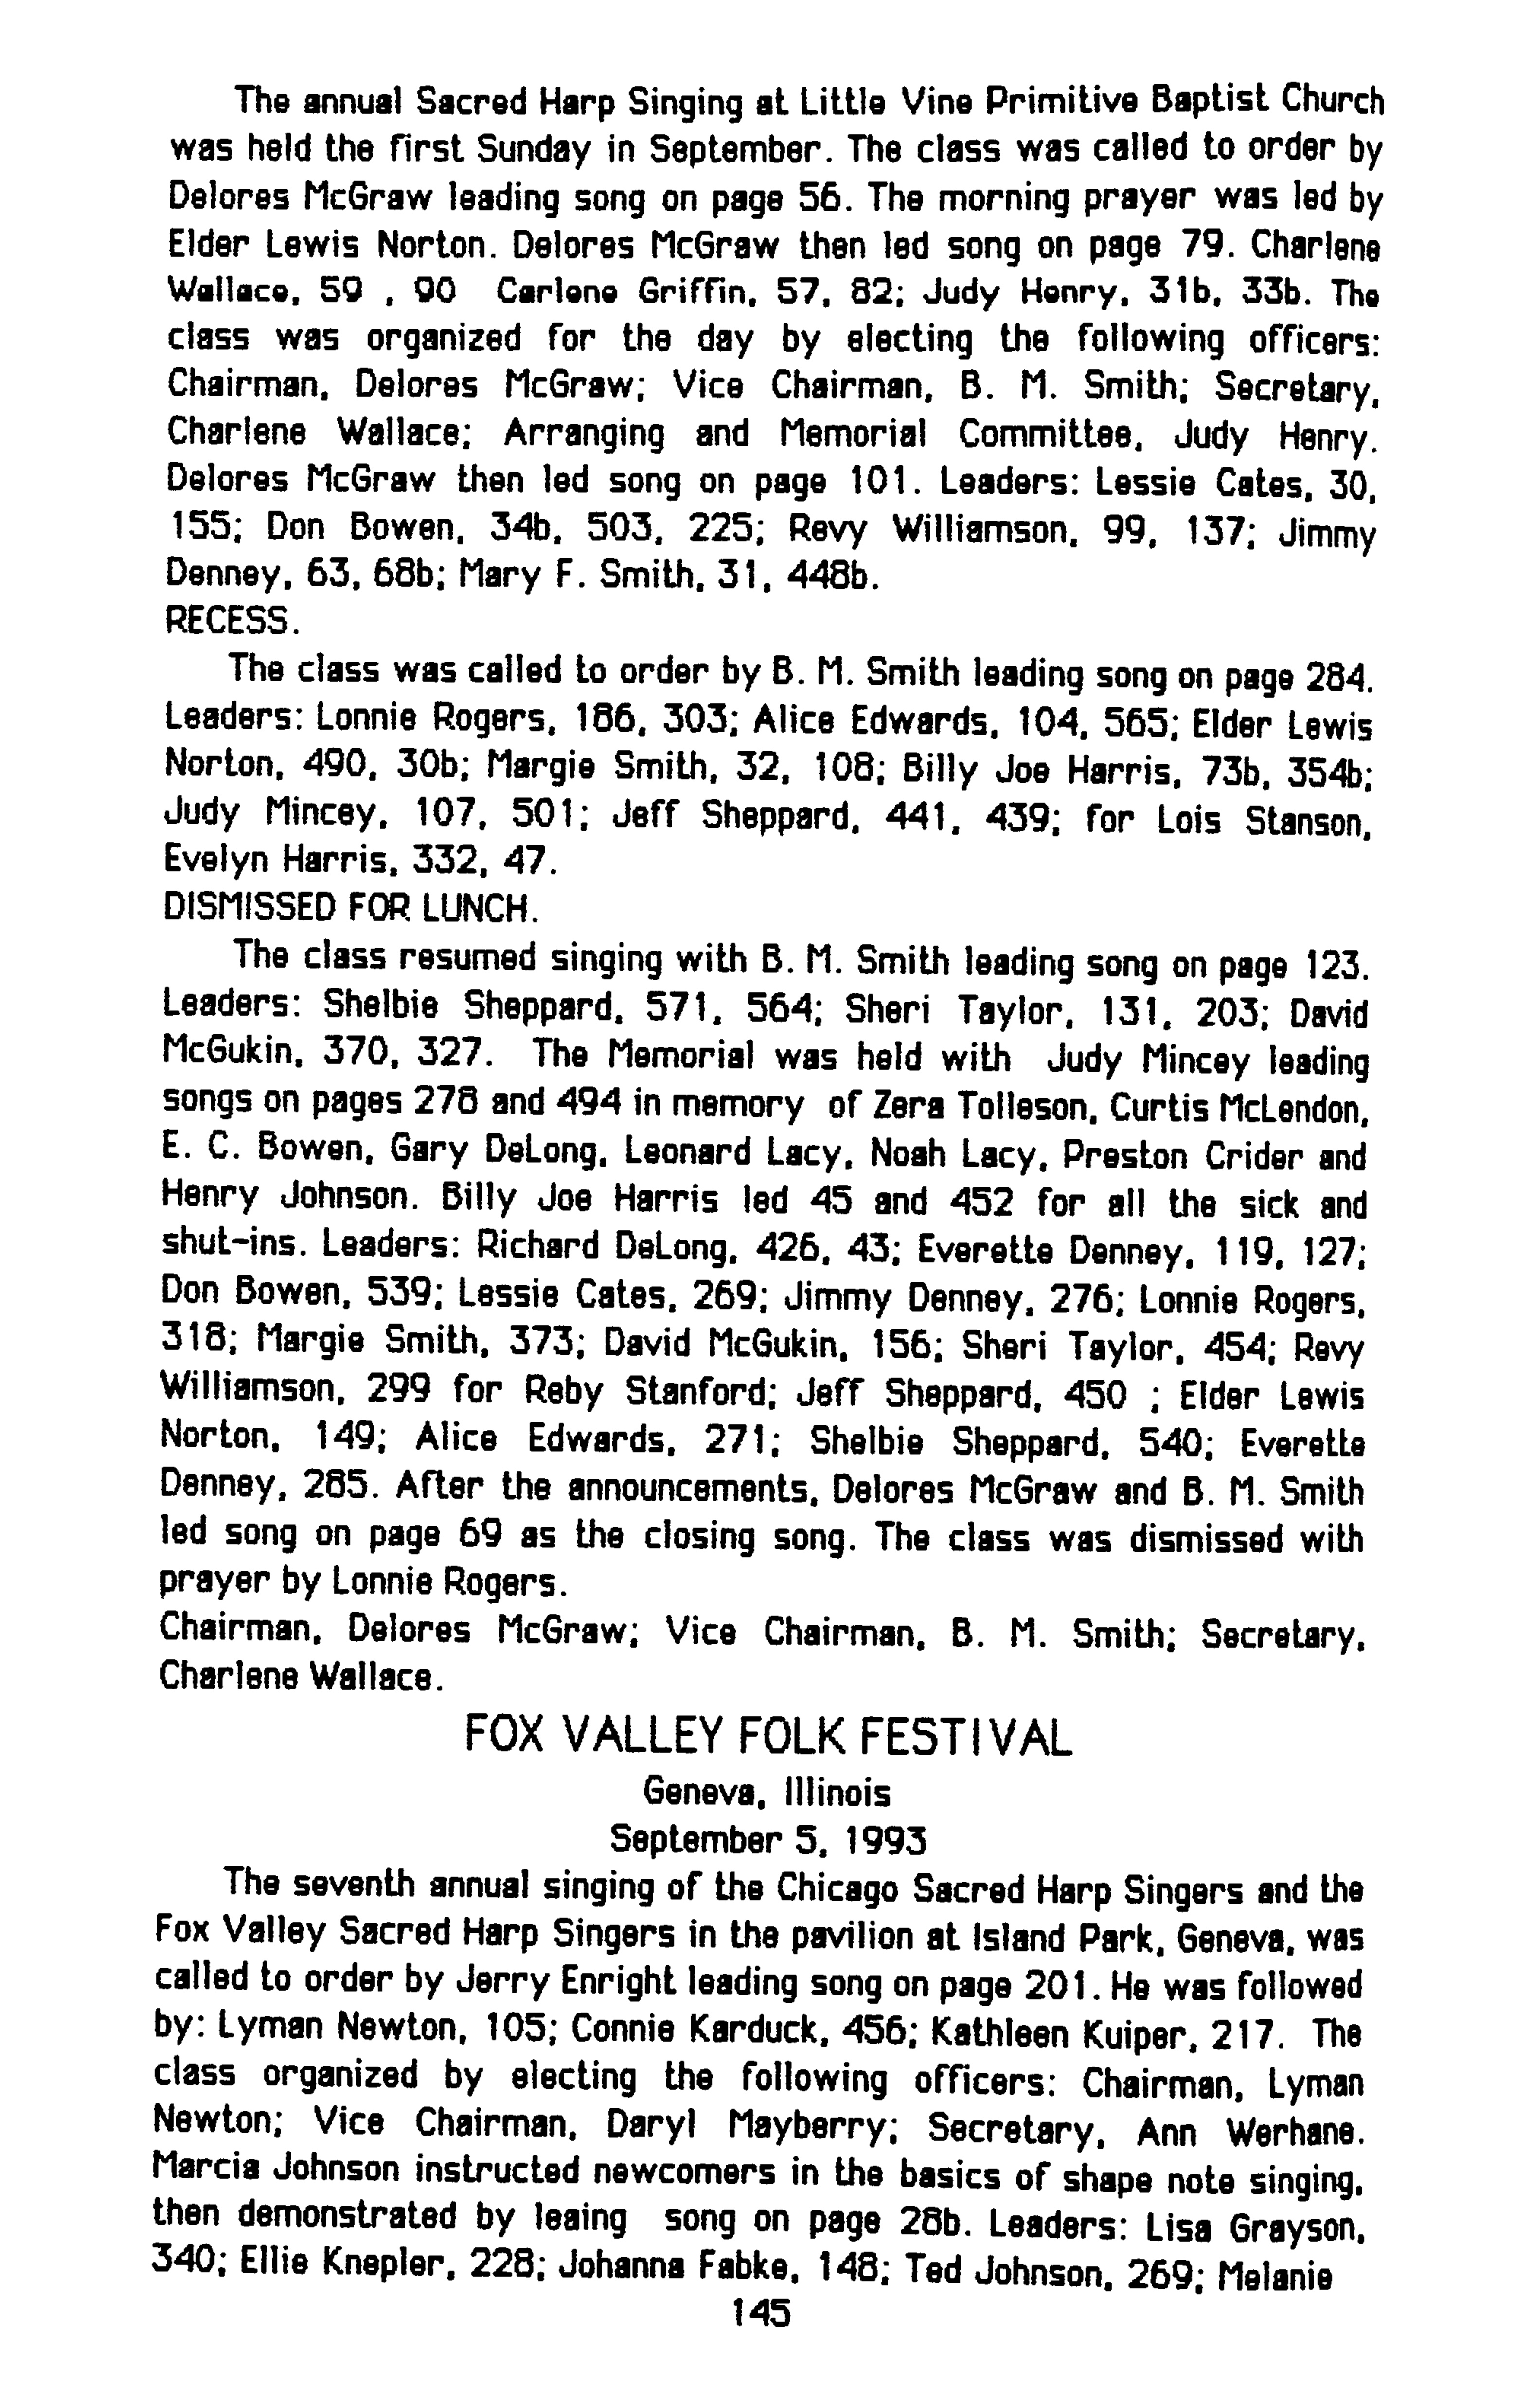 The annual Sacred Harp Singing at Little Vine Primitive Baptist Church
was held the first Sunday in September. The class was called to order by
Delores McGraw leading song on page 56. The morning prayer was led by
Elder Lewis Norton. Delores McGraw then led song on page 79. Charlene
Wallace, 59 , 90 Carlene Griffin, 57, 82; Judy Henry, 31b, 33b. The
class was organized for the day by electing the following officers:
Chairman, Delores McGraw; Vice Chairman, B. M. Smith; Secretary,
Charlene Wallace; Arranging and Memorial Committee, Judy Henry.
Delores McGraw then led song on page 101. Leaders: Lessie Cates, 30,
155; Don Bowen, 34b, 503, 225; Revy Williamson, 99, 137; Jimmy
Denney, 63, 68b; Mary F. Smith, 31, 448b.
RECESS.
The class was called to order by B. M. Smith leading song on page 284.
Leaders: Lonnie Rogers, 186, 303; Alice Edwards, 104, 565; Elder Lewis
Norton, 490, 30b; Margie Smith, 32, 108; Billy Joe Harris, 73b, 354b;
Judy Mincey, 107, 501; Jeff Sheppard, 441, 439; for Lois Stanson,
Evelyn Harris, 332, 47.
DISMISSED FOR LUNCH.
The class resumed singing with B. M. Smith leading song on page 123.
Leaders: Shelbie Sheppard, 571, 564; Sheri Taylor, 131, 203; David
McGukin, 370, 327. The Memorial was held with Judy Mincey leading
songs on pages 278 and 494 in memory of Zera Tolleson, Curtis McLendon,
E. C. Bowen, Gary DeLong, Leonard Lacy, Noah Lacy, Preston Crider and
Henry Johnson. Billy Joe Harris led 45 and 452 for all the sick and
shut-ins. Leaders: Richard DeLong, 426, 43; Everette Denney, 119, 127;
Don Bowen, 539; Lessie Cates, 269; Jimmy Denney, 276; Lonnie Rogers,
318; Margie Smith, 373; David McGukin, 156; Sheri Taylor, 454; Revy
Williamson, 299 for Reby Stanford; Jeff Sheppard, 450 ; Elder Lewis
Norton, 149; Alice Edwards, 271; Shelbie Sheppard, 540; Everette
Denney, 285. After the announcements, Delores McGraw and B. M. Smith
led song on page 69 as the closing song. The class was dismissed with
prayer by Lonnie Rogers.
Chairman, Delores McGraw; Vice Chairman, B. M. Smith; Secretary,
Charlene Wallace.
FOX VALLEY FOLK FESTIVAL
Geneva, Illinois
September 5, 1993
The seventh annual singing of the Chicago Sacred Harp Singers and the
Fox Valley Sacred Harp Singers in the pavilion at Island Park, Geneva, was
called to order by Jerry Enright leading song on page 201. He was followed
by: Lyman Newton, 105; Connie Karduck, 456; Kathleen Kuiper, 217. The
class organized by electing the following officers: Chairman, Lyman
Newton; Vice Chairman, Daryl Mayberry; Secretary, Ann Werhane.
Marcia Johnson instructed newcomers in the basics of shape note singing,
then demonstrated by leaing song on page 28b. Leaders: Lisa Grayson,
340; Ellie Knepler, 228; Johanna Fabke, 148; Ted Johnson, 269; Melanie
145